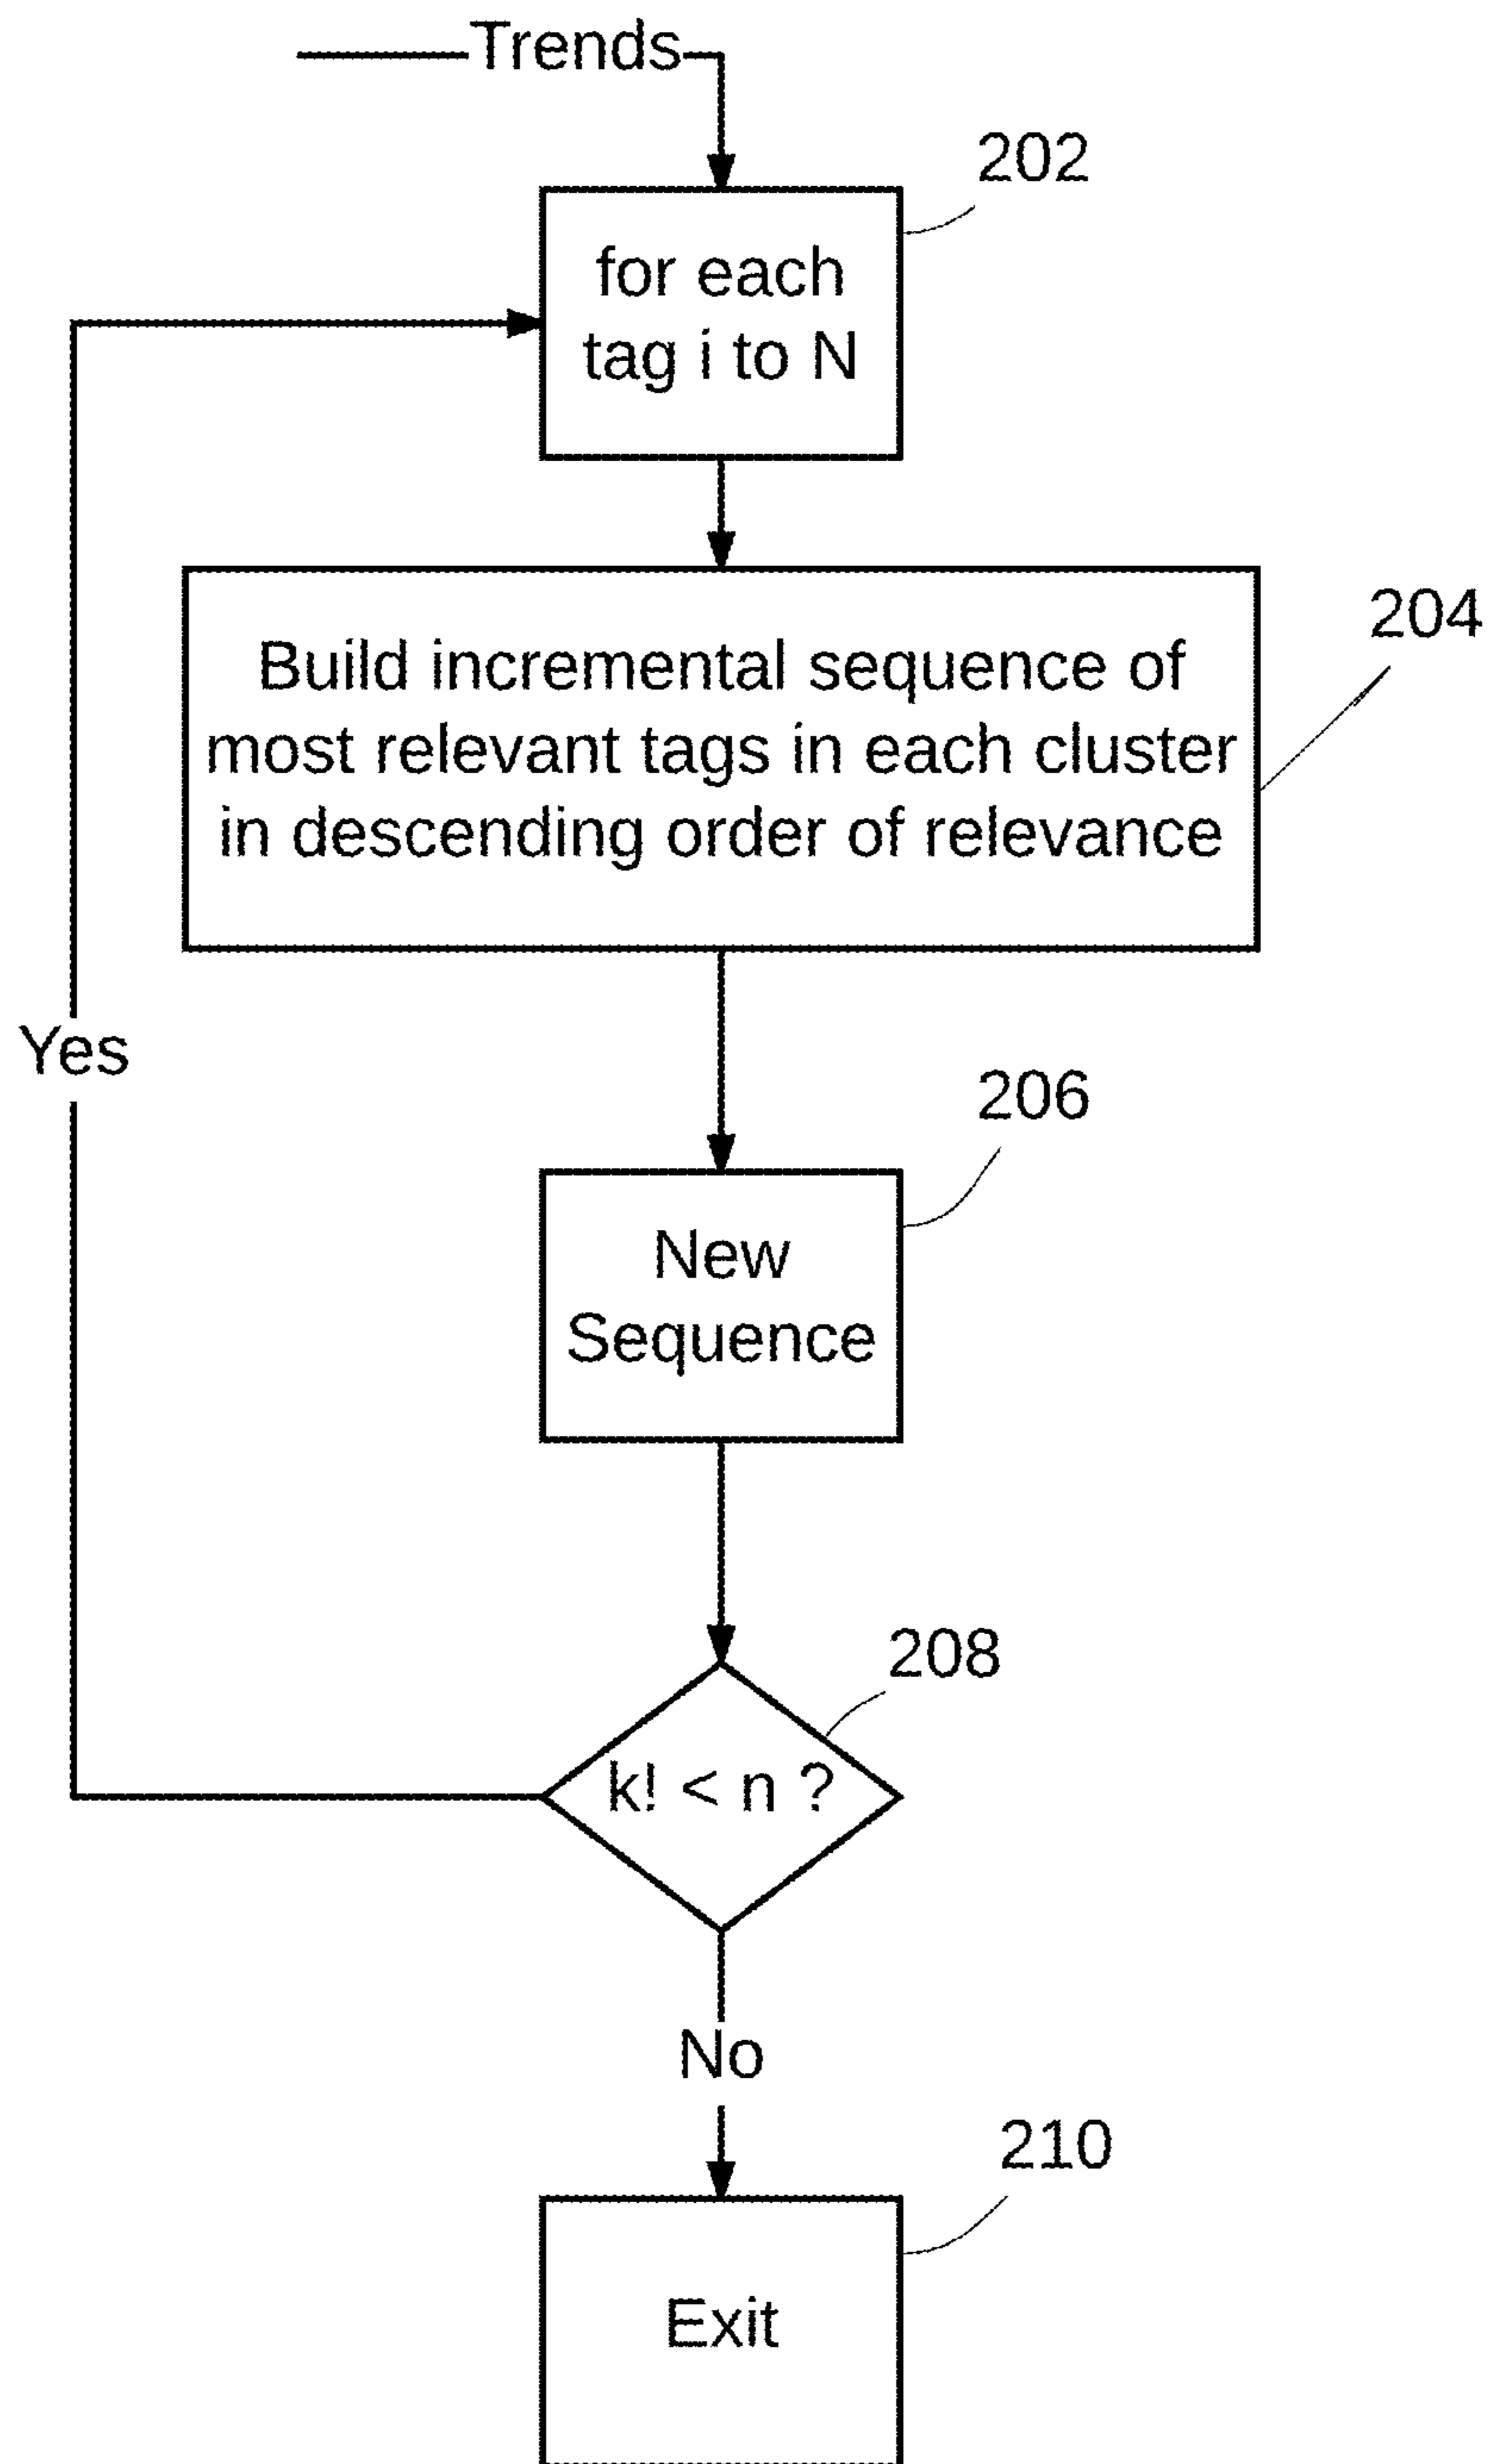 Trends
202
for each
tag i to N
204
Build incremental sequence of
most relevant tags in each cluster
in descending order of relevance
Yes
206
New
Sequence
208
k! < n ?
No
210
Exit